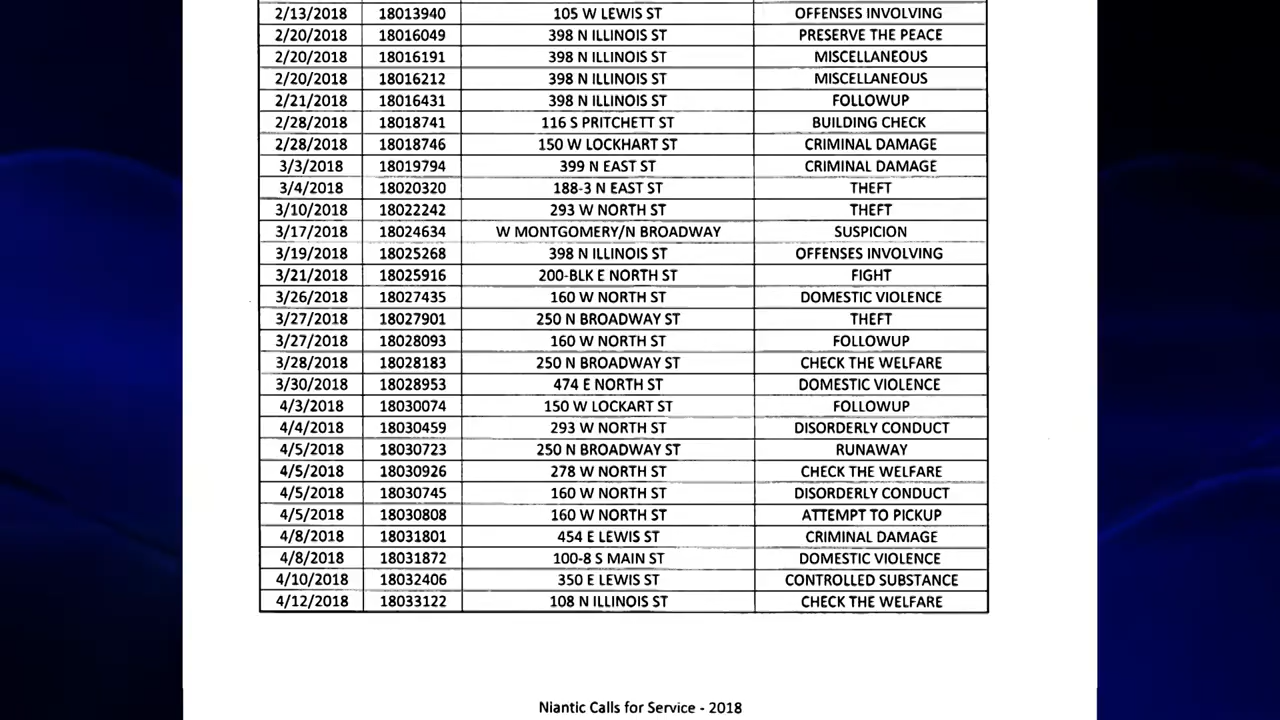 2/13/2018 18013940 105 W LEWIS ST OFFENSES INVOLVING
2/20/2018 18016049 398 N ILLINOIS ST PRESERVE THE PEACE
2/20/2018 18016191 398 N ILLINOIS ST MISCELLANEOUS
2/20/2018 18016212 398 N ILLINOIS ST MISCELLANEOUS
2/21/2018 18016431 398 N ILLINOIS ST FOLLOWUP
2/28/2018 18018741 116 S PRITCHETT ST BUILDING CHECK
2/28/2018 18018746 150 W LOCKHART ST CRIMINAL DAMAGE
3/3/2018 18019794 399 N EAST ST CRIMINAL DAMAGE
3/4/2018 18020320 188-3 N EAST ST THEFT
3/10/2018 18022242 293 W NORTH ST THEFT
3/17/2018 18024634 W MONTGOMERY/N BROADWAY SUSPICION
3/19/2018 18025268 398 N ILLINOIS ST OFFENSES INVOLVING
3/21/2018 18025916 200-BLK E NORTH ST FIGHT
3/26/2018 18027435 160 W NORTH ST DOMESTIC VIOLENCE
3/27/2018 18027901 250 N BROADWAY ST THEFT
3/27/2018 18028093 160 W NORTH ST FOLLOWUP
3/28/2018 18028183 250 N BROADWAY ST CHECK THE WELFARE
3/30/2018 18028953 474 E NORTH ST DOMESTIC VIOLENCE
4/3/2018 18030074 150 W LOCKART ST FOLLOWUP
4/4/2018 18030459 293 W NORTH ST DISORDERLY CONDUCT
4/5/2018 18030723 250 N BROADWAY ST RUNAWAY
4/5/2018 18030926 278 W NORTH ST CHECK THE WELFARE
4/5/2018 18030745 160 W NORTH ST DISORDERLY CONDUCT
4/5/2018 18030808 160 W NORTH ST ATTEMPT TO PICKUP
4/8/2018 18031801 454 E LEWIS ST CRIMINAL DAMAGE
4/8/2018 18031872 100-8 S MAIN ST DOMESTIC VIOLENCE
4/10/2018 18032406 350 E LEWIS ST CONTROLLED SUBSTANCE
4/12/2018 18033122 108 N ILLINOIS ST CHECK THE WELFARE
Niantic Calls for Service - 2018